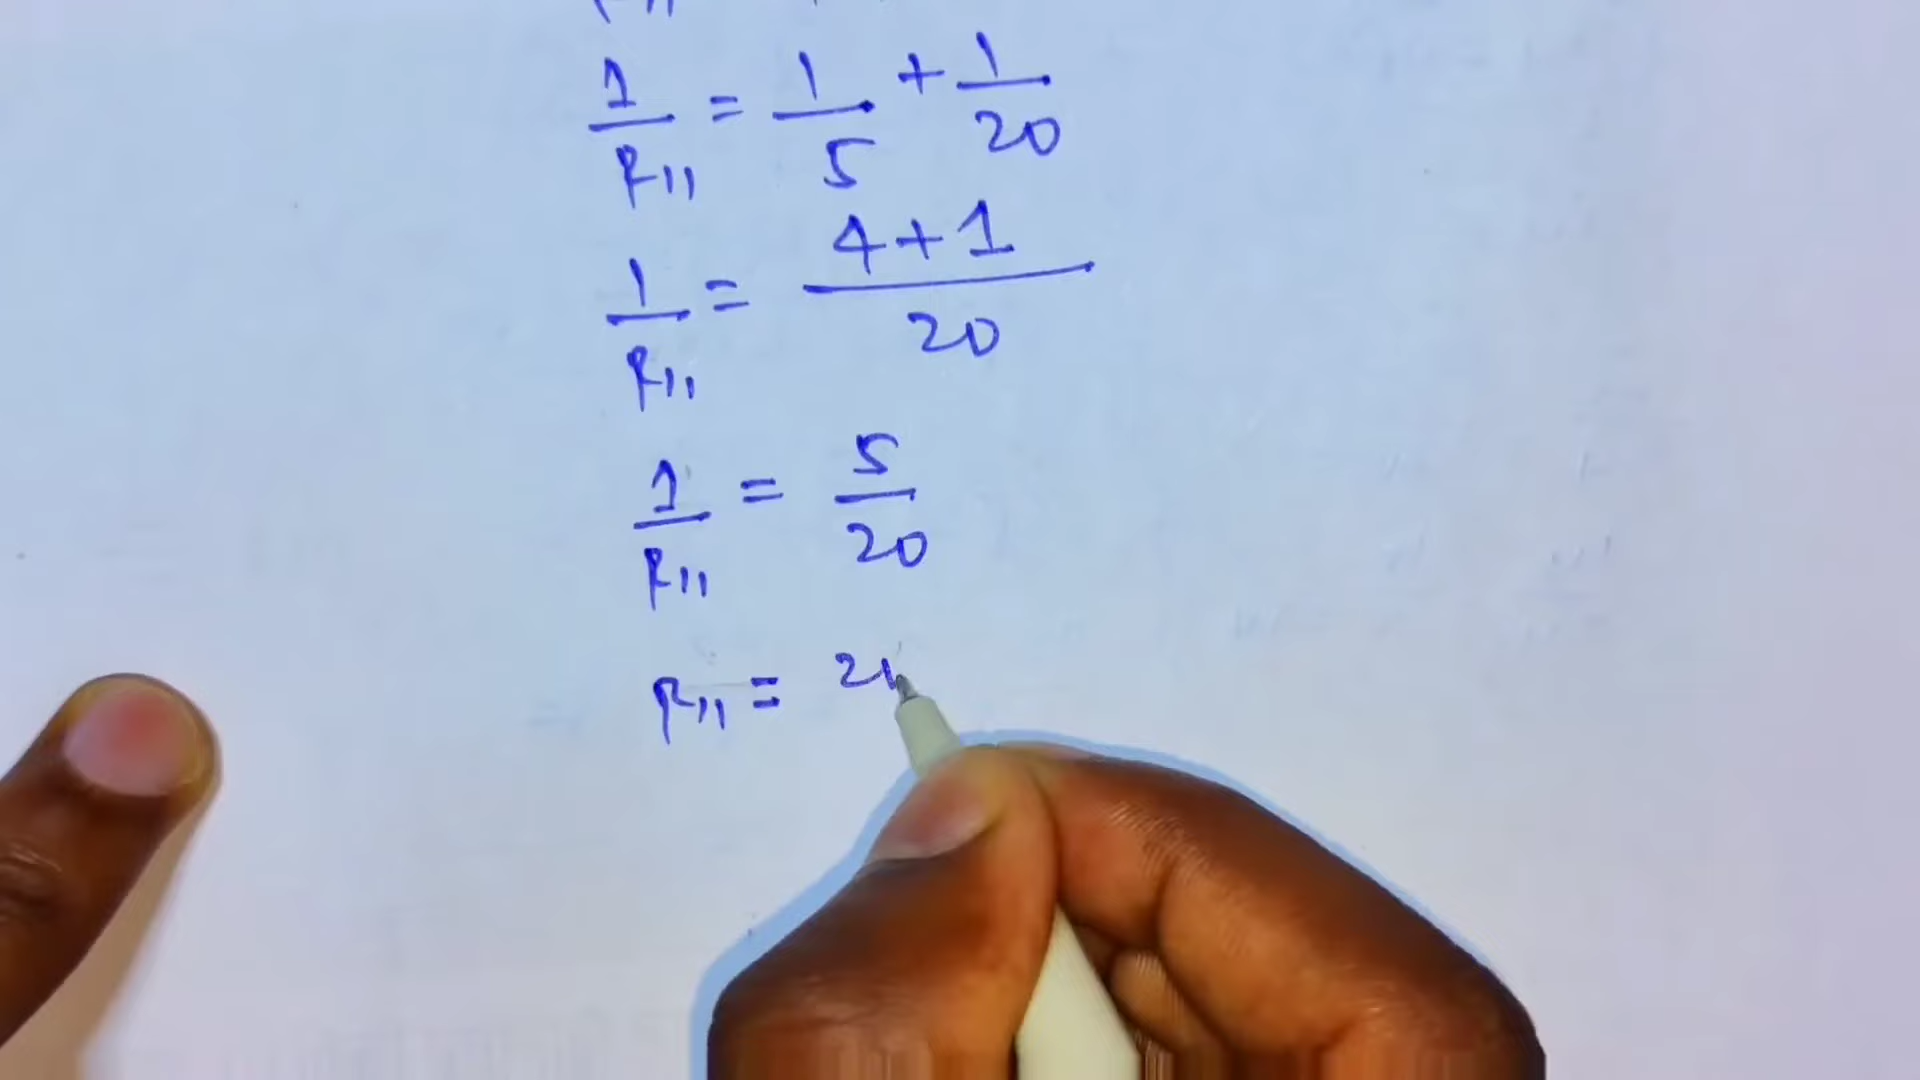 1/R11 = 1/5 + 1/20
1/R11 = 4+1/20
1/R11 = 5/20
R11 = 2